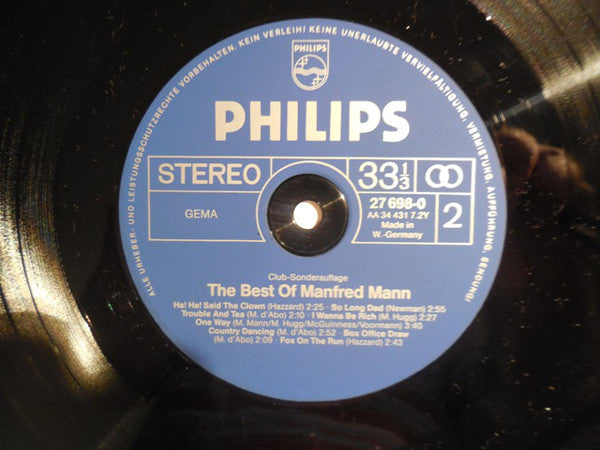 ALLE URHEBER- UND LEISTUNGSSCHUTZRECHTE VORBEHALTEN. KEIN VERLEIH! KEINE UNERLAUBTE VERVIELFÄLTIGUNG, VERMIETUNG, AUFFÜHRUNG, SENDUNG!
PHILIPS
PHILIPS
STEREO
33 1/3
GEMA
27 698-0
AA 34 431 7.2Y
Made in
W.-Germany
2
Club-Sonderauflage
The Best Of Manfred Mann
Ha! Ha! Said The Clown (Hazzard) 2:25 · So Long Dad (Newman) 2:55
Trouble And Tea (M. d'Abo) 2:10 · I Wanna Be Rich (M. Hugg) 2:27
One Way (M. Mann/M. Hugg/McGuinness/Voormann) 3:40
Country Dancing (M. d'Abo) 2:52 · Box Office Draw
(M. d'Abo) 2:09 · Fox On The Run (Hazzard) 2:43